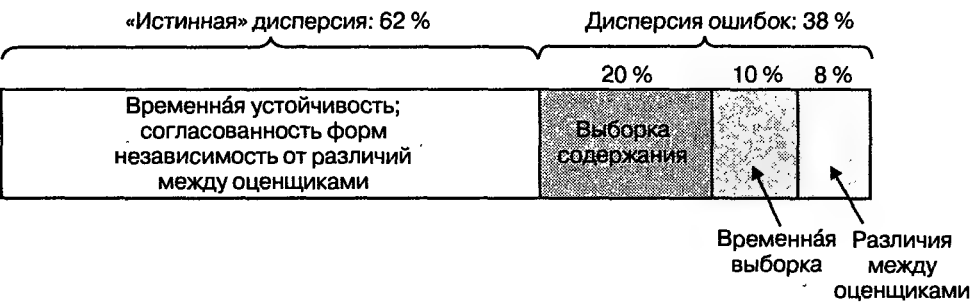 «Истинная» дисперсия: 62 %
Дисперсия ошибок: 38 %
20 %
10 %
8 %
Временна́я устойчивость;
согласованность форм
независимость от различий
между оценщиками
Выборка
содержания
Временна́я
выборка
Различия
между
оценщиками